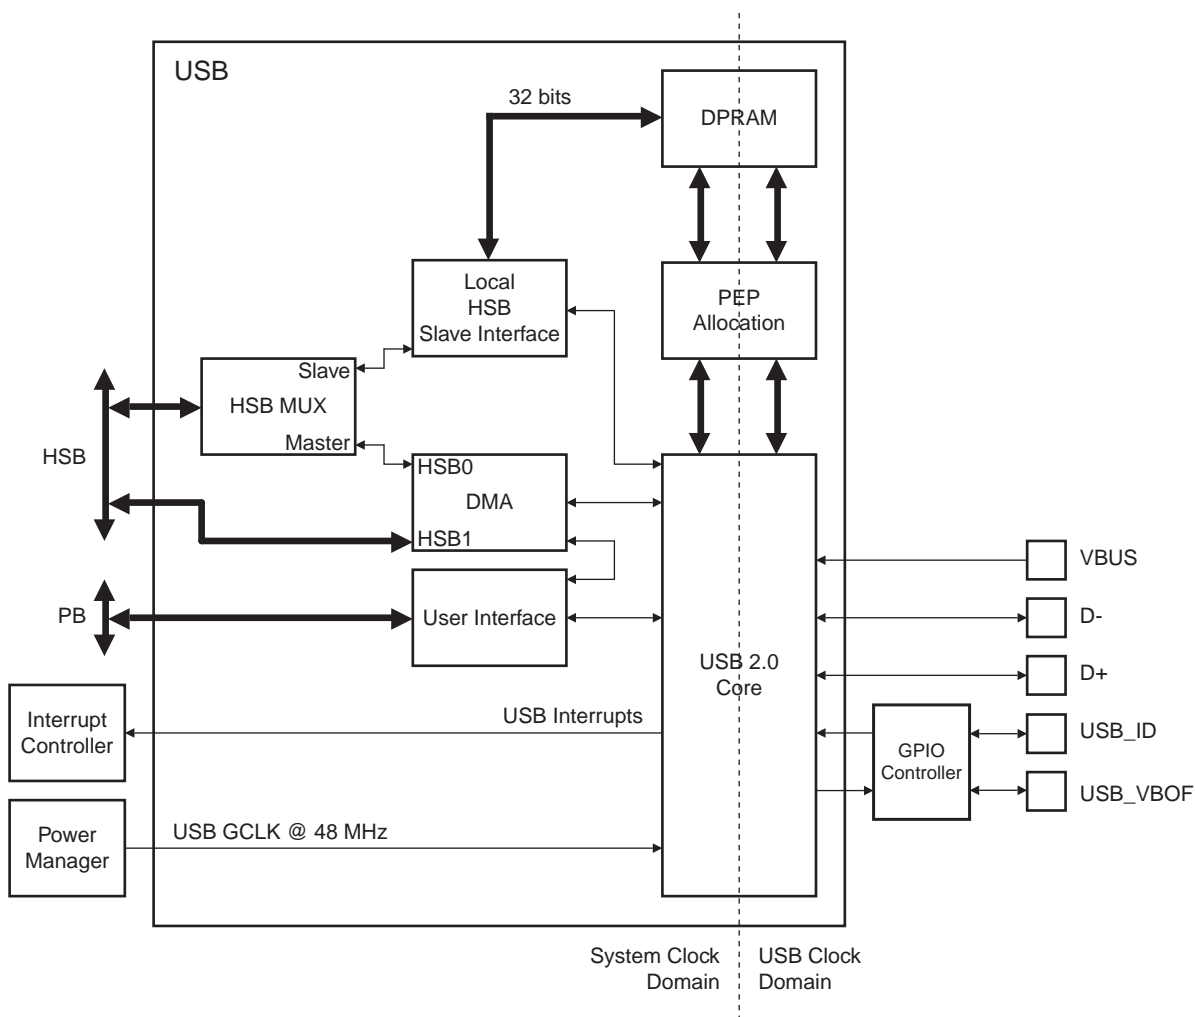 USB
32 bits
DPRAM
Local
HSB
Slave Interface
PEP
Allocation
Slave
HSB MUX
Master
HSB
HSB0
DMA
HSB1
VBUS
PB
User Interface
D-
USB 2.0
Core
D+
Interrupt
Controller
USB Interrupts
GPIO
Controller
USB_ID
USB_VBOF
Power
Manager
USB GCLK @ 48 MHz
System Clock
Domain
USB Clock
Domain